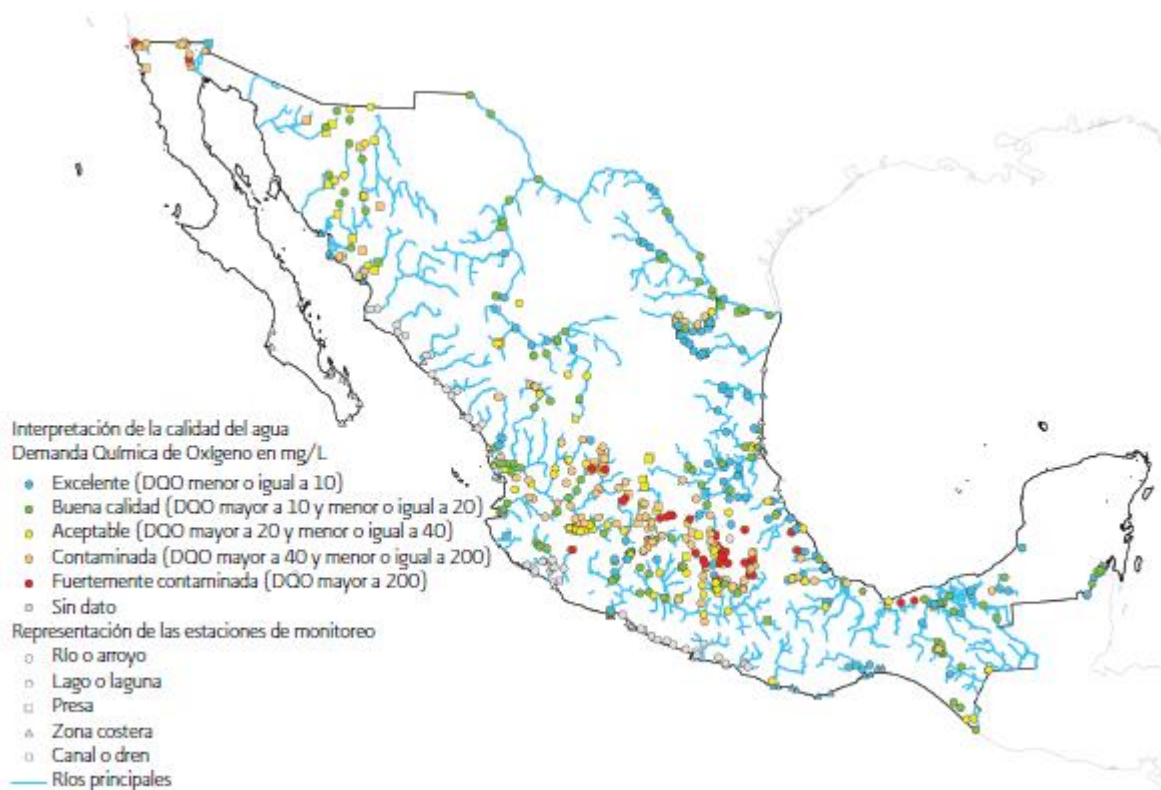 Interpretación de la calidad del agua
Demanda Química de Oxígeno en mg/L
Excelente (DQO menor o igual a 10)
Buena calidad (DQO mayor a 10 y menor o igual a 20)
Aceptable (DQO mayor a 20 y menor o igual a 40)
Contaminada (DQO mayor a 40 y menor o igual a 200)
Fuertemente contaminada (DQO mayor a 200)
Sin dato
Representación de las estaciones de monitoreo
Río o arroyo
Lago o laguna
Presa
Zona costera
Canal o dren
Ríos principales